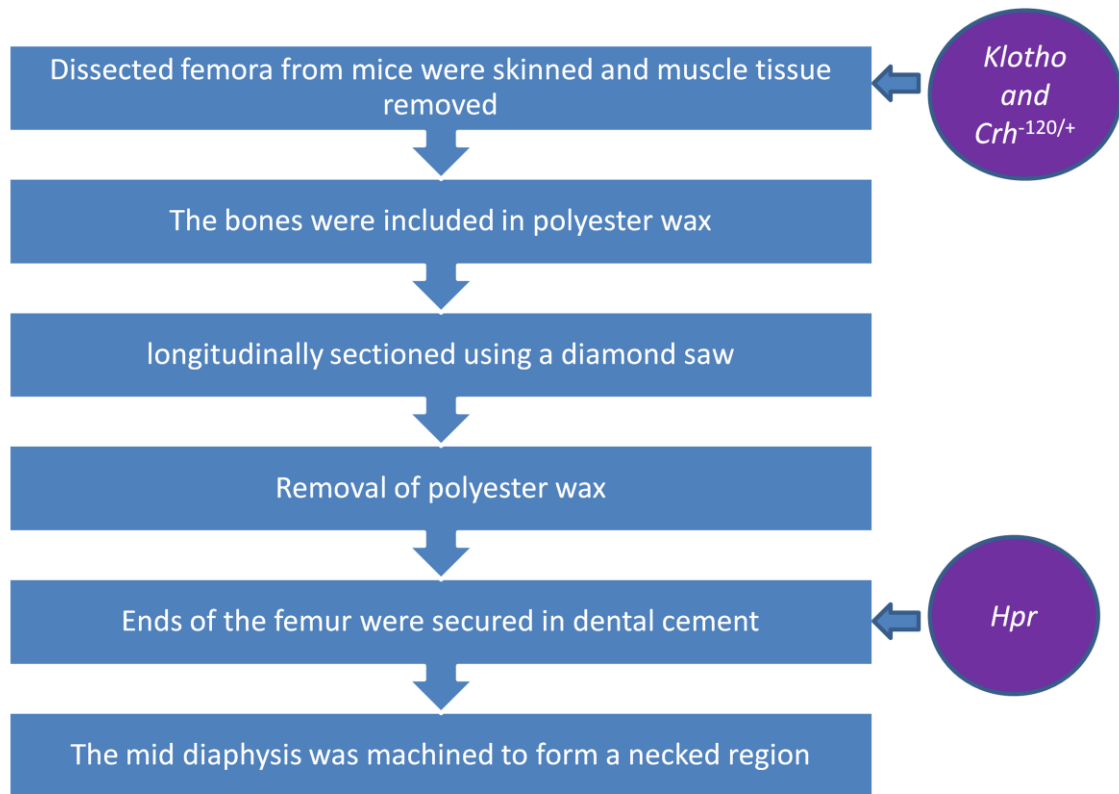 Dissected femora from mice were skinned and muscle tissue
removed
Klotho
and
Crh-120/+
The bones were included in polyester wax
longitudinally sectioned using a diamond saw
Removal of polyester wax
Ends of the femur were secured in dental cement
Hpr
The mid diaphysis was machined to form a necked region